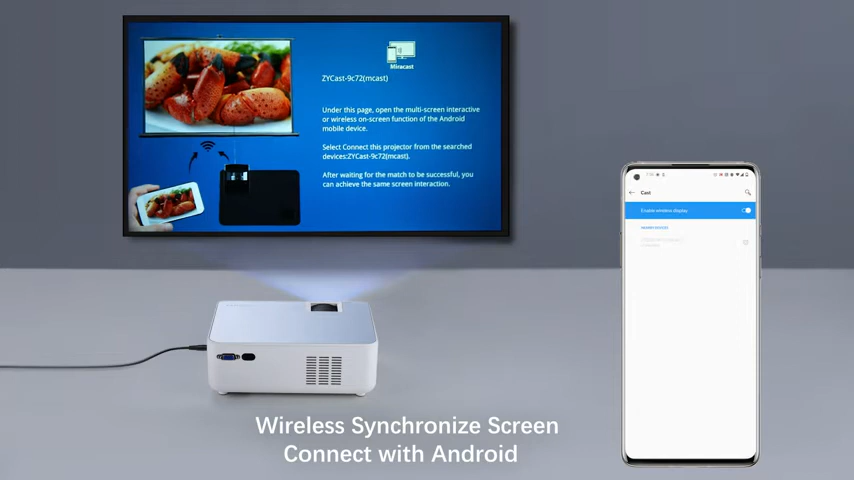 Miracast
ZYCast-9c72(mcast)
Under this page, open the multi-screen interactive
or wireless on-screen function of the Android
mobile device.
Select Connect this projector from the searched
devices:ZYCast-9c72(mcast).
After waiting for the match to be successful, you
can achieve the same screen interaction.
Cast
Enable wireless display
NEARBY DEVICES
Wireless Synchronize Screen
Connect with Android